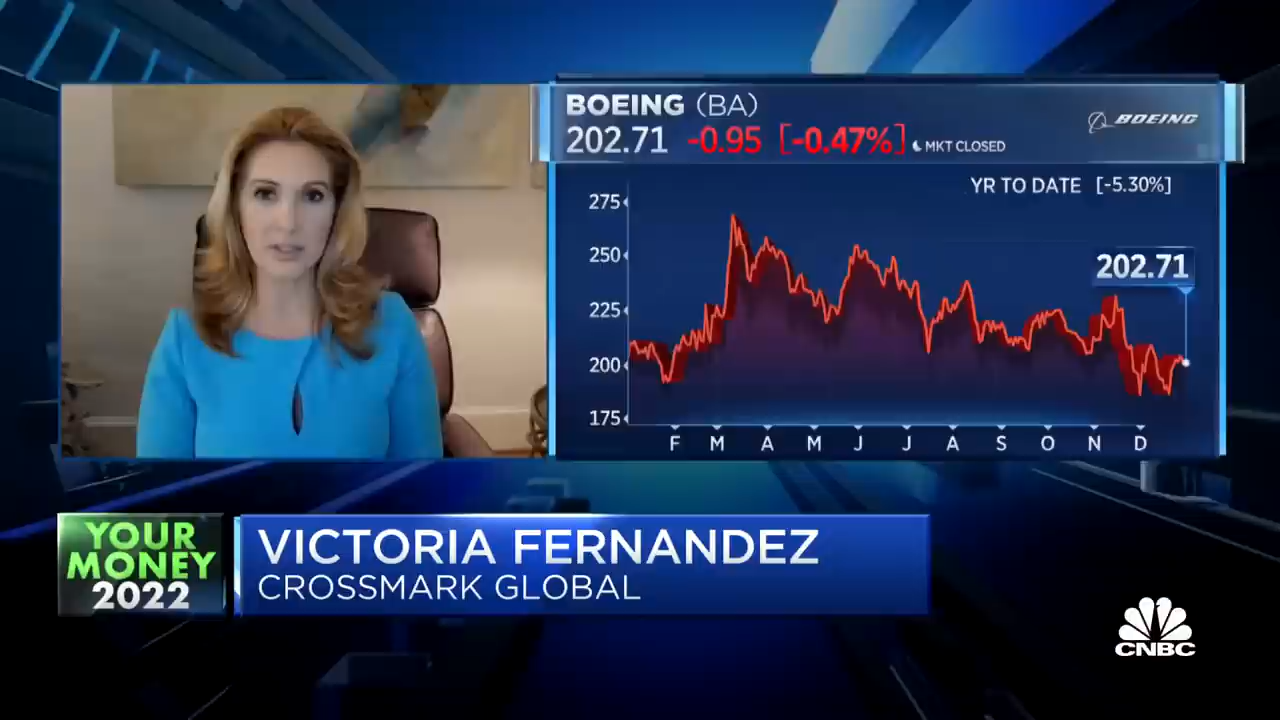 BOEING (BA)
202.71 -0.95 [-0.47%] MKT CLOSED
BOEING
YR TO DATE [-5.30%]
275
250
225
200
175
202.71
F M A M J J A S O N D
YOUR
MONEY
2022
VICTORIA FERNANDEZ
CROSSMARK GLOBAL
CNBC